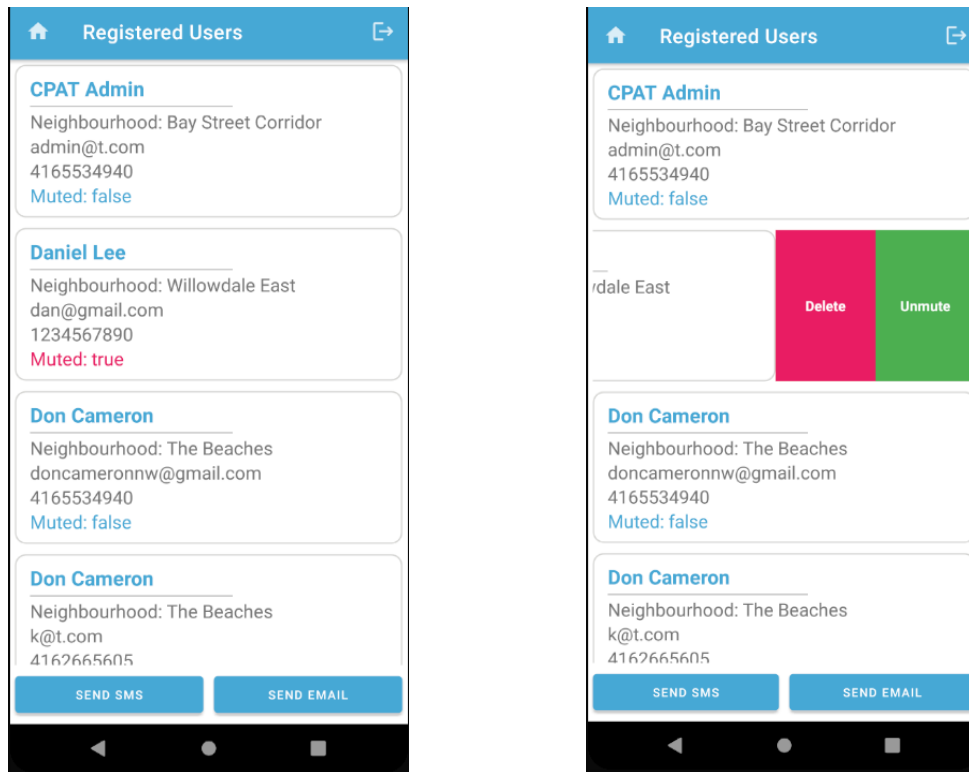 Registered Users
CPAT Admin
Neighbourhood: Bay Street Corridor
admin@t.com
4165534940
Muted: false
Daniel Lee
Neighbourhood: Willowdale East
dan@gmail.com
1234567890
Muted: true
Don Cameron
Neighbourhood: The Beaches
doncameronnw@gmail.com
4165534940
Muted: false
Don Cameron
Neighbourhood: The Beaches
k@t.com
4162665605
SEND SMS
SEND EMAIL
Registered Users
CPAT Admin
Neighbourhood: Bay Street Corridor
admin@t.com
4165534940
Muted: false
dale East
Delete
Unmute
Don Cameron
Neighbourhood: The Beaches
doncameronnw@gmail.com
4165534940
Muted: false
Don Cameron
Neighbourhood: The Beaches
k@t.com
4162665605
SEND SMS
SEND EMAIL